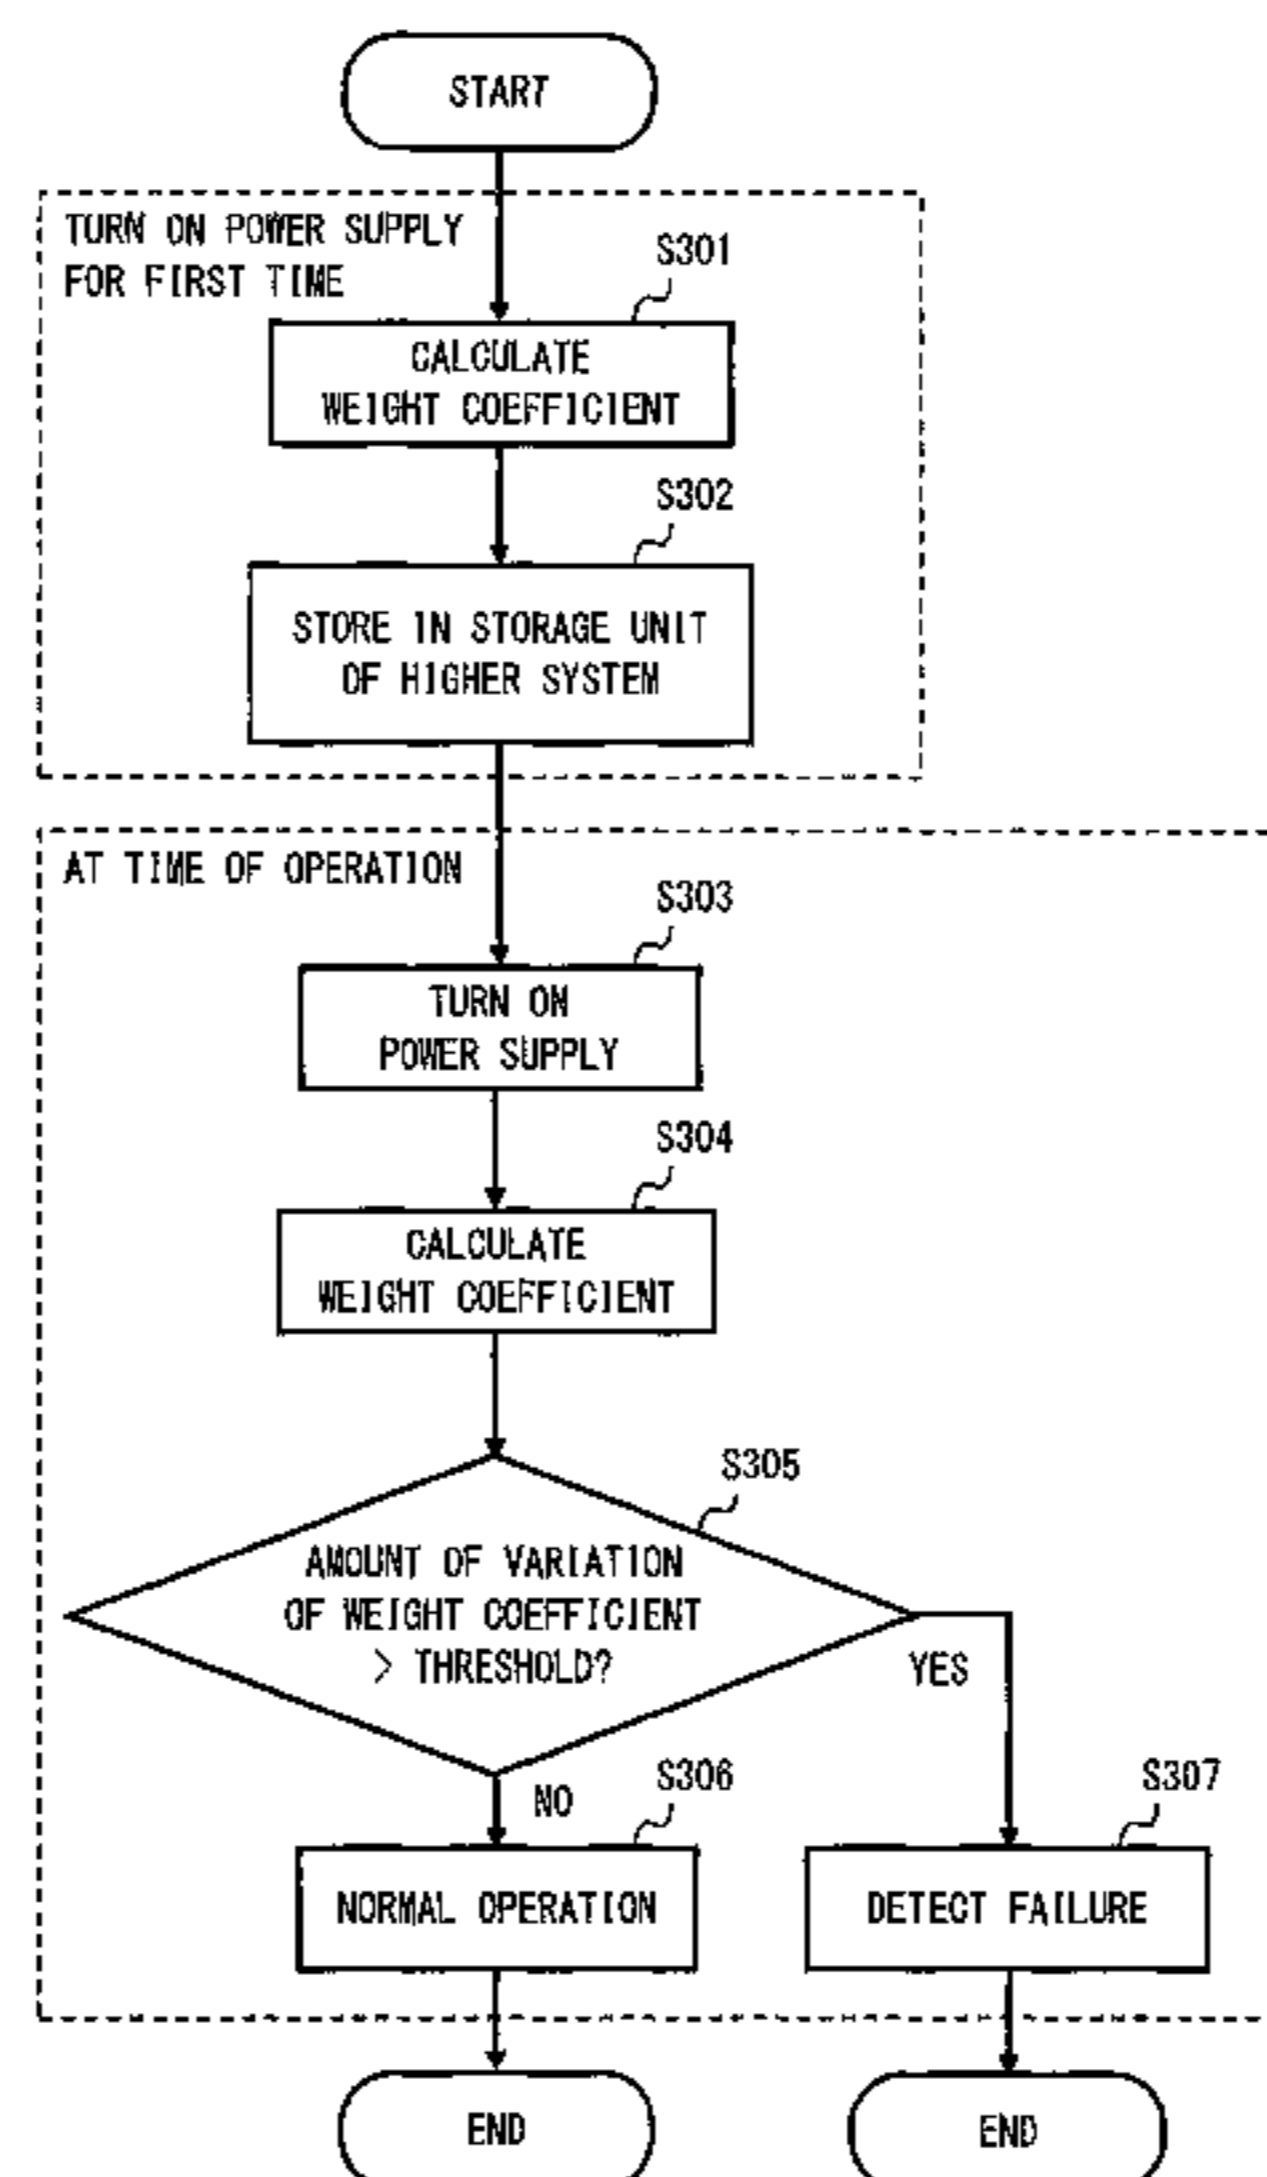 START
TURN ON POWER SUPPLY
FOR FIRST TIME
S301
CALCULATE
WEIGHT COEFFICIENT
S302
STORE IN STORAGE UNIT
OF HIGHER SYSTEM
AT TIME OF OPERATION
S303
TURN ON
POWER SUPPLY
S304
CALCULATE
WEIGHT COEFFICIENT
S305
AMOUNT OF VARIATION
OF WEIGHT COEFFICIENT
> THRESHOLD?
YES
NO
S306
S307
NORMAL OPERATION
DETECT FAILURE
END
END